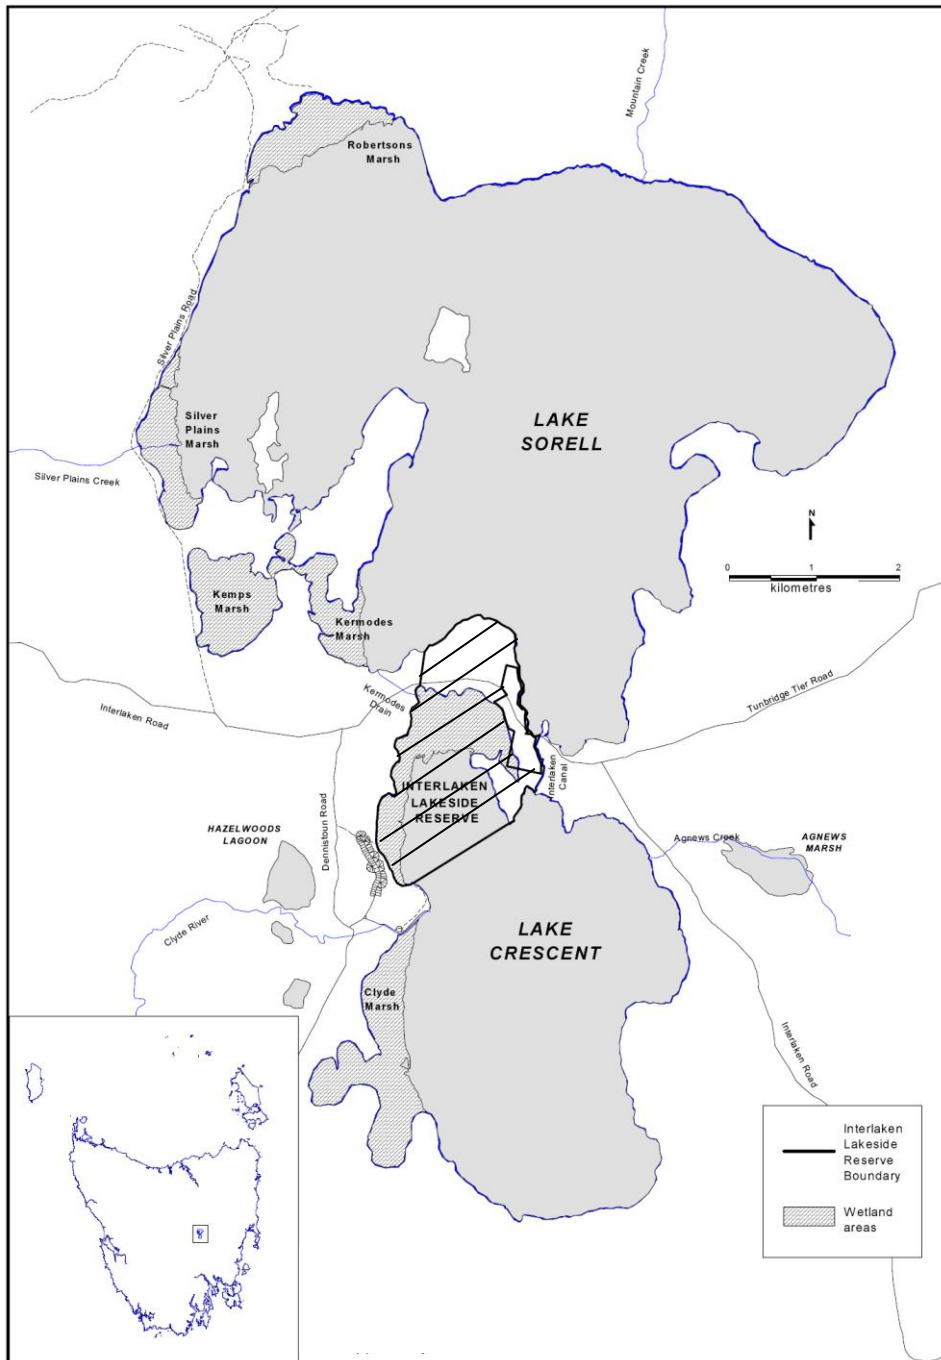 Mountain Creek
Robertsons
Marsh
Silver Plains Road
LAKE
SORELL
Silver
Plains
Marsh
Silver Plains Creek
N
0 1 2
kilometres
Kemps
Marsh
Kermodes
Marsh
Kermodes
Drain
Interlaken Road
Tunbridge Tier Road
Interlaken
Canal
INTERLAKEN
LAKESIDE
RESERVE
Dennistoun Road
HAZELWOODS
LAGOON
Agnews Creek
AGNEWS
MARSH
Clyde River
LAKE
CRESCENT
Clyde
Marsh
Interlaken Road
Interlaken
Lakeside
Reserve
Boundary
Wetland
areas